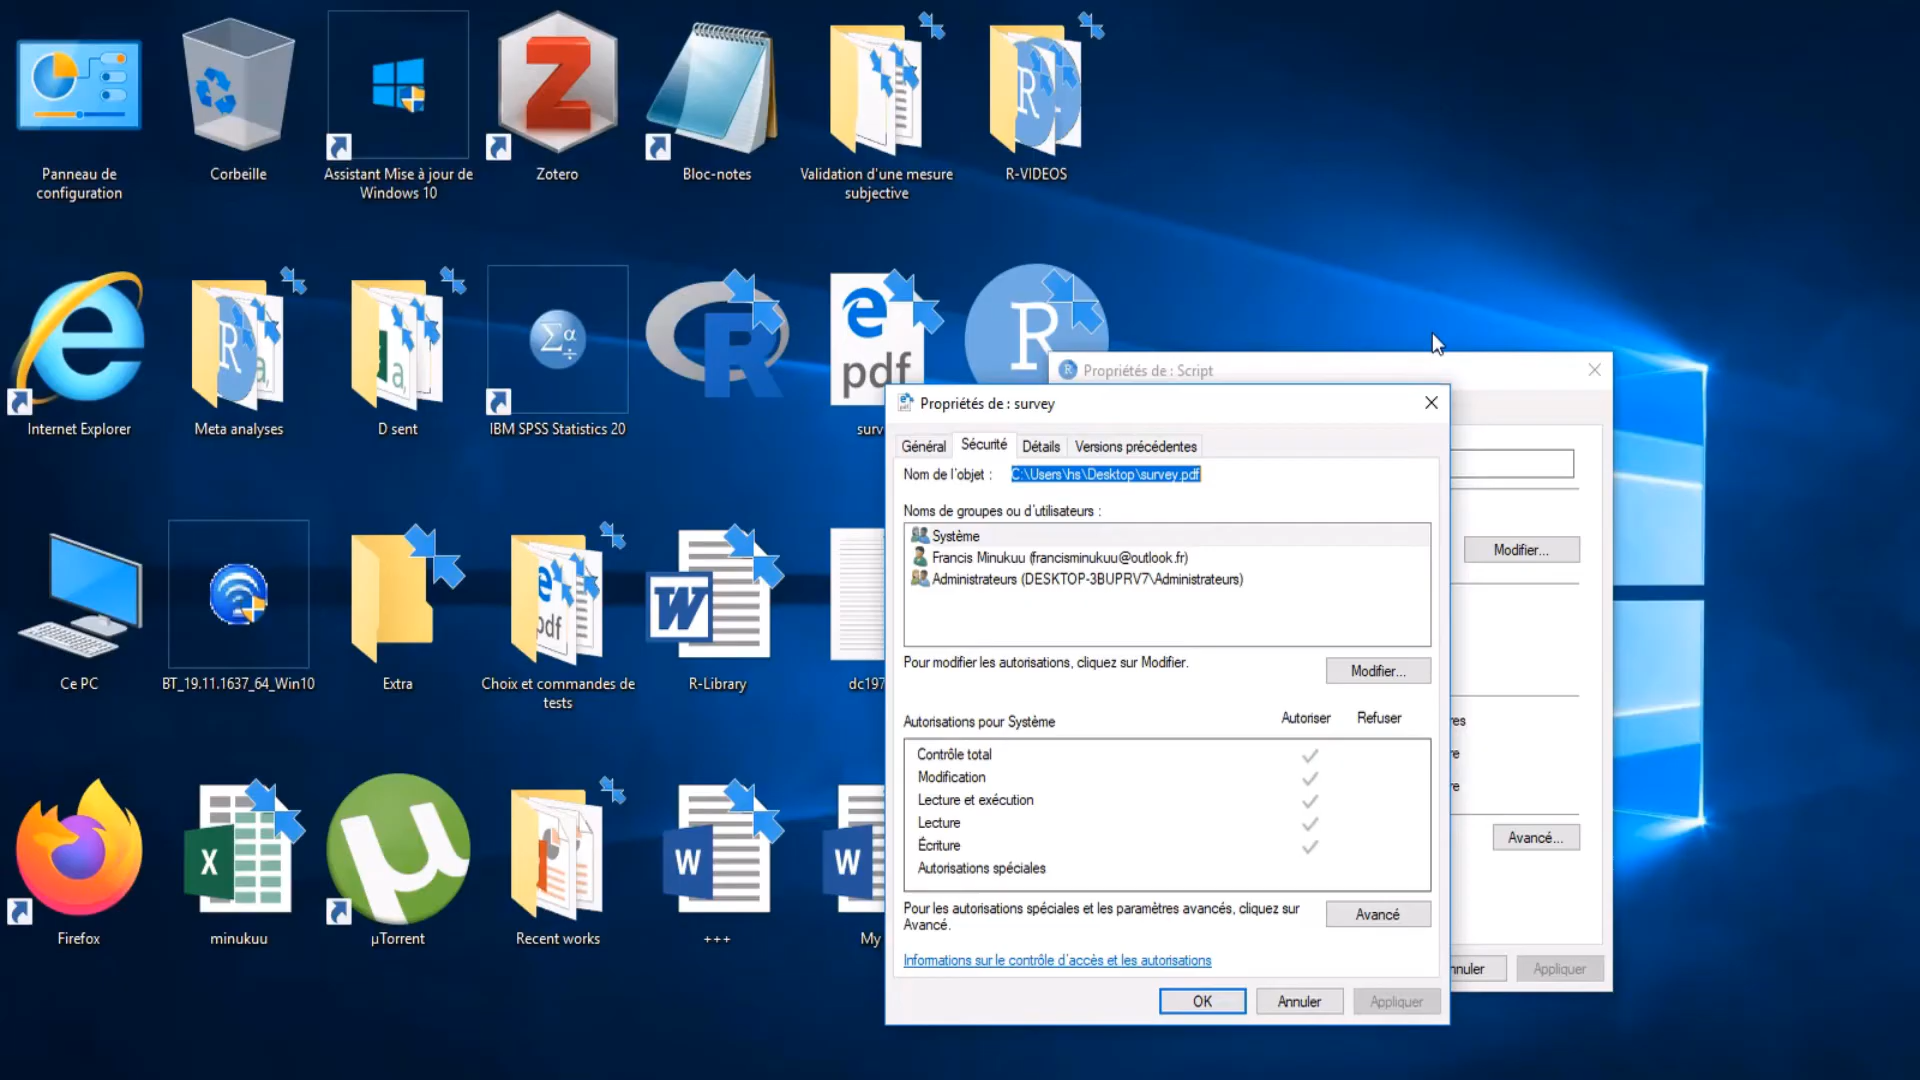 Panneau de
configuration
Corbeille
Assistant Mise à jour de
Windows 10
Zotero
Bloc-notes
Validation d'une mesure
subjective
R-VIDEOS
Internet Explorer
Meta analyses
D sent
IBM SPSS Statistics 20
pdf
surv
Ce PC
BT_19.11.1637_64_Win10
Extra
Choix et commandes de
tests
R-Library
dc197
Firefox
minukuu
µTorrent
Recent works
+++
My
Propriétés de : Script
Modifier...
res
re
re
Avancé...
nnuler
Appliquer
Propriétés de : survey
Général
Sécurité
Détails
Versions précédentes
Nom de l'objet :
C:\Users\hs\Desktop\survey.pdf
Noms de groupes ou d'utilisateurs :
Système
Francis Minukuu (francisminukuu@outlook.fr)
Administrateurs (DESKTOP-3BUPRV7\Administrateurs)
Pour modifier les autorisations, cliquez sur Modifier.
Modifier...
Autorisations pour Système
Autoriser
Refuser
Contrôle total
Modification
Lecture et exécution
Lecture
Écriture
Autorisations spéciales
Pour les autorisations spéciales et les paramètres avancés, cliquez sur
Avancé.
Avancé
Informations sur le contrôle d'accès et les autorisations
OK
Annuler
Appliquer